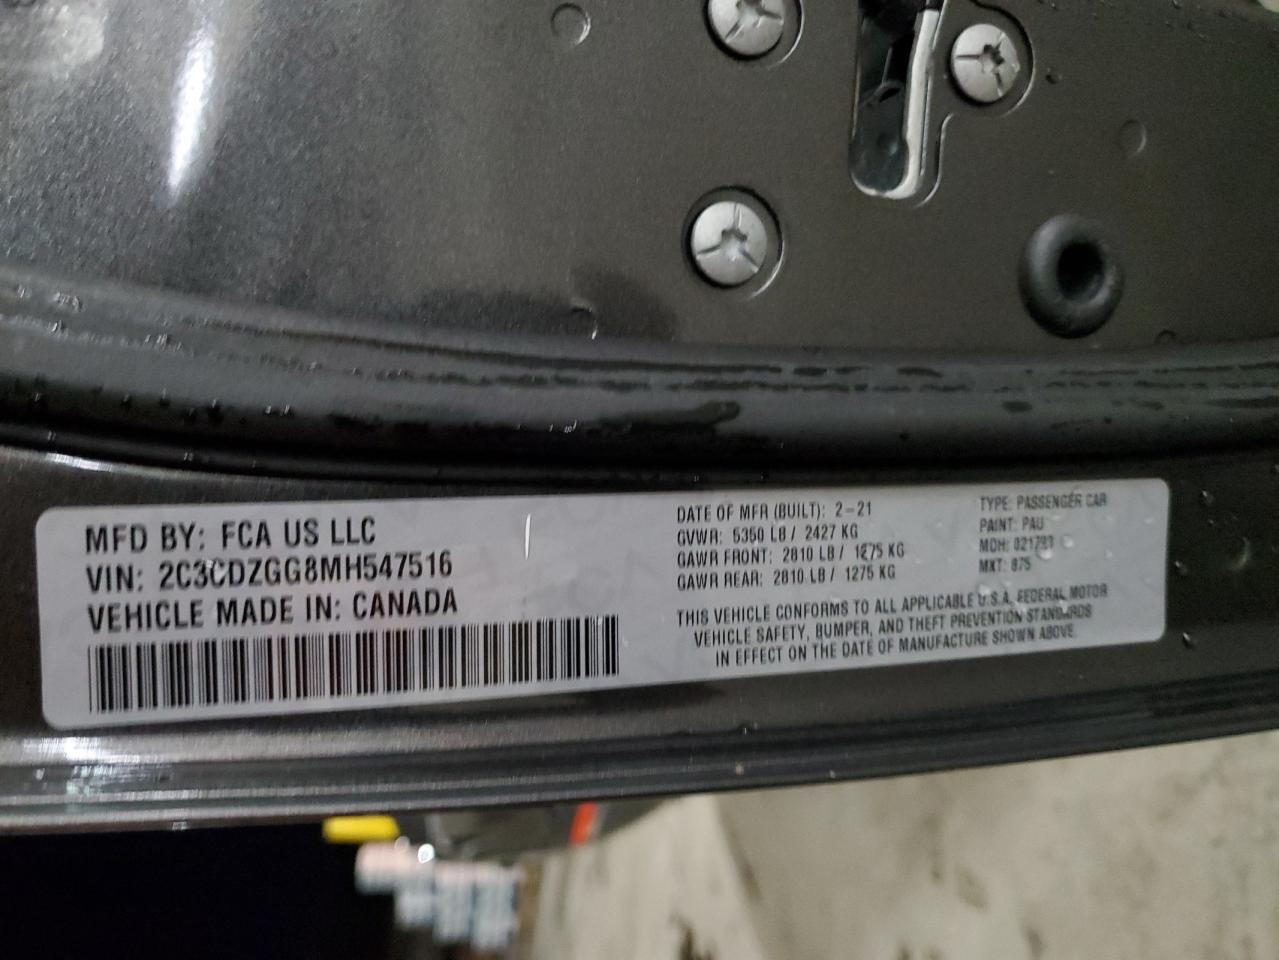 MFD BY: FCA US LLC
VIN: 2C3CDZGG8MH547516
VEHICLE MADE IN: CANADA
DATE OF MFR (BUILT): 2-21
GVWR: 5350 LB / 2427 KG
GAWR FRONT: 2810 LB / 1275 KG
GAWR REAR: 2810 LB / 1275 KG
TYPE: PASSENGER CAR
PAINT: PAU
MDH:
MXT: 875
THIS VEHICLE CONFORMS TO ALL APPLICABLE U.S.A. FEDERAL MOTOR
VEHICLE SAFETY, BUMPER, AND THEFT PREVENTION STANDARDS
IN EFFECT ON THE DATE OF MANUFACTURE SHOWN ABOVE.